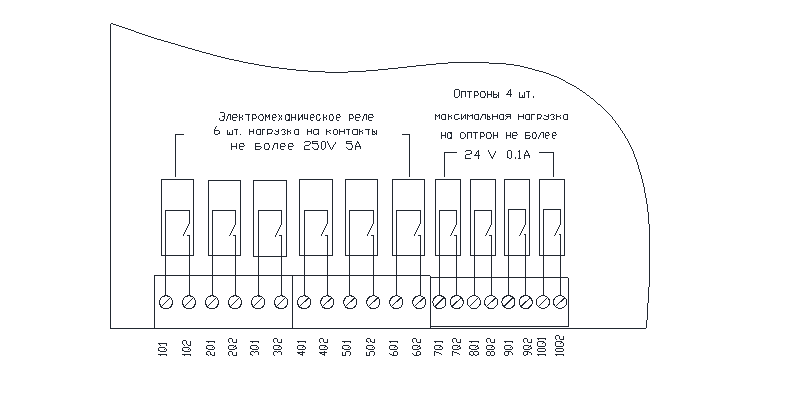 Оптроны 4 шт.
максимальная нагрузка
на оптрон не более
24 V 0.1A
Электромеханическое реле
6 шт. нагрузка на контакты
не более 250V 5A
101 102 201 202 301 302 401 402 501 502 601 602 701 702 801 802 901 902 1001 1002